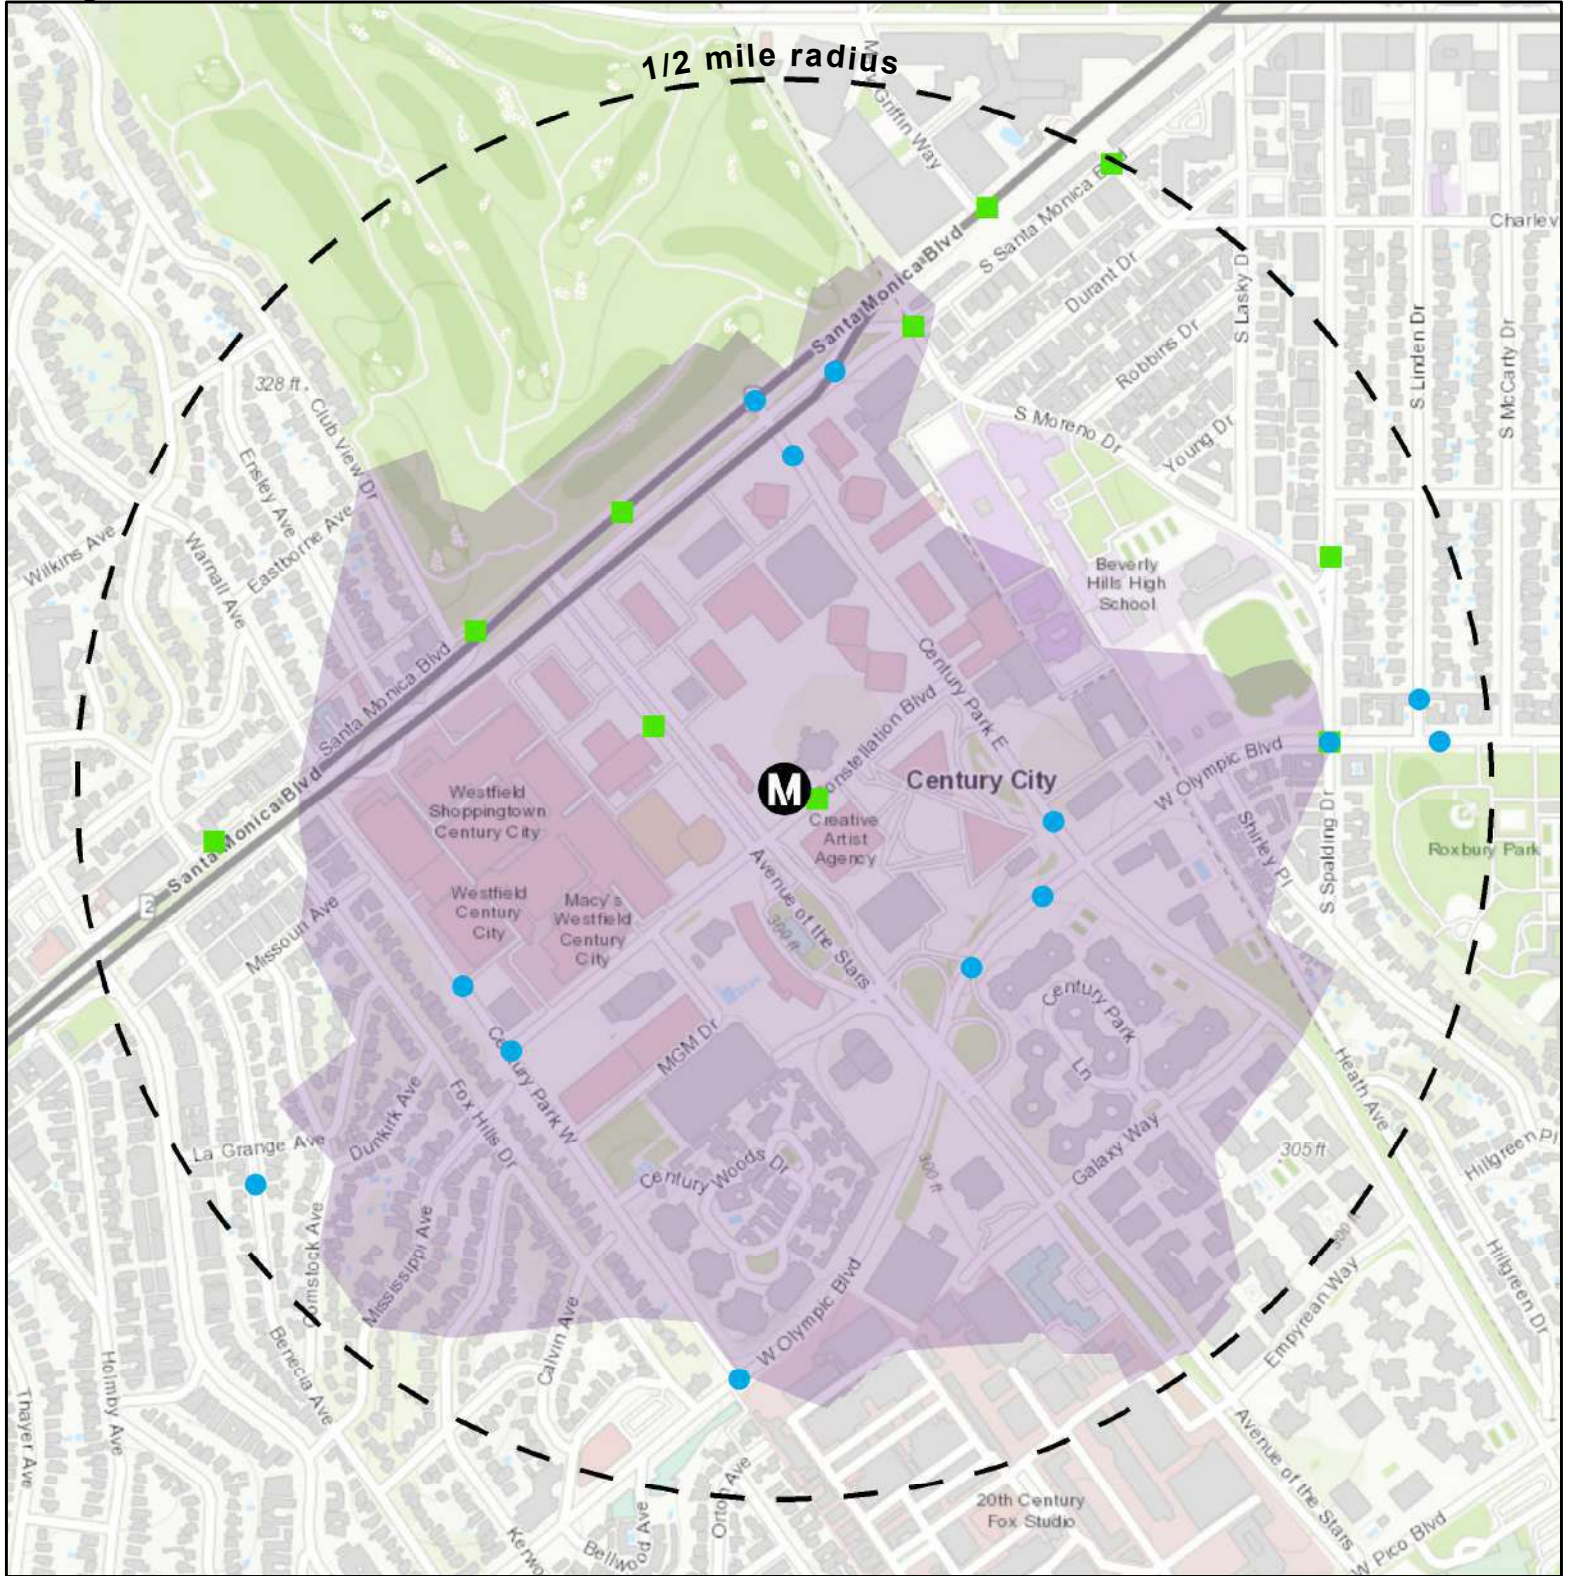 1/2 mile radius
Griffin Way
S Santa Monica
Charlev
Santa Monica Blvd
Durant Dr
S Lasky Dr
Robbins Dr
S Linden Dr
S McCarty Dr
328 ft
Club View Dr
S Moreno Dr
Young Dr
Ensley Ave
Eastborne Ave
Wilkins Ave
Warnall Ave
Beverly
Hills High
School
Century Park E
Santa Monica Blvd
Constellation Blvd
W Olympic Blvd
M
Century City
Westfield
Shoppingtown
Century City
Creative
Artist
Agency
Santa Monica Blvd
2
Shirley Pl
S Spalding Dr
Roxbury Park
Westfield
Century
City
Macy's
Westfield
Century
City
Avenue of the Stars
300 ft
Missouri Ave
Century Park
Ln
MGM Dr
Century Park W
Fox Hills Dr
Dunkirk Ave
La Grange Ave
Heath Ave
Hillgreen Pl
305 ft
Galaxy Way
Century Woods Dr
300 ft
Comstock Ave
Mississippi Ave
300 ft
Hillgreen Dr
Empyrean Way
W Olympic Blvd
Calvin Ave
Benecia Ave
Holmby Ave
Thayer Ave
Avenue of the Stars
Orton Ave
20th Century
Fox Studio
Bellwood Ave
W Pico Blvd